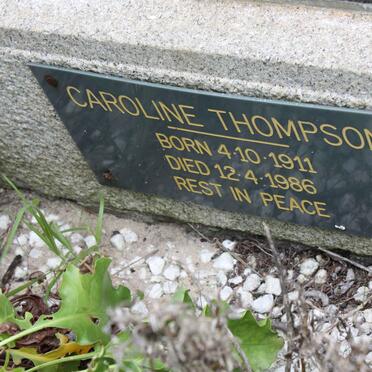 CAROLINE THOMPSON
BORN 4·10·1911
DIED 12·4·1986
REST IN PEACE